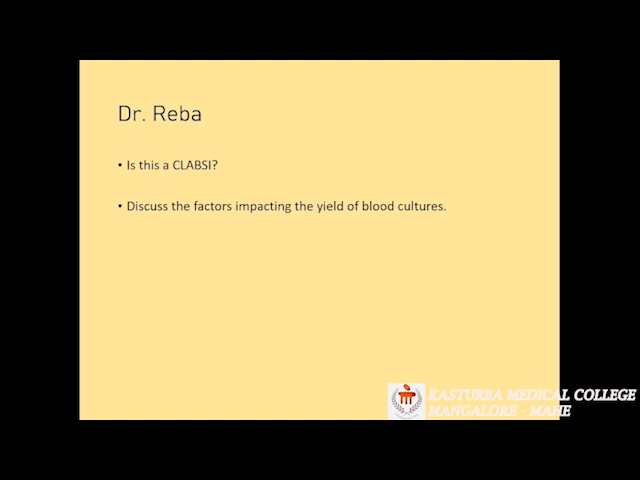 Dr. Reba
• Is this a CLABSI?
• Discuss the factors impacting the yield of blood cultures.
KASTURBA MEDICAL COLLEGE
MANGALORE - MAHE